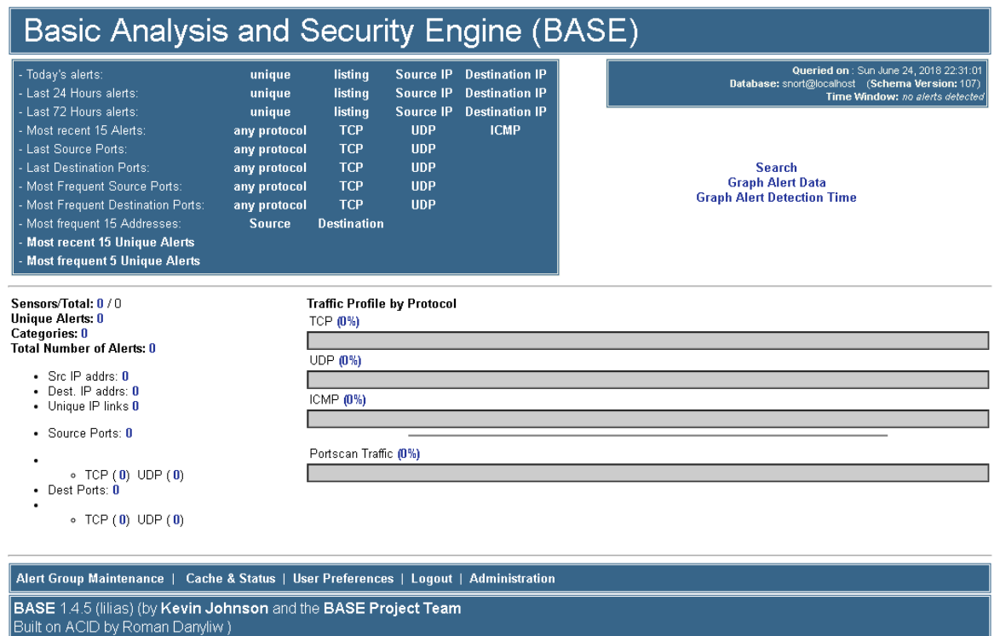 Basic Analysis and Security Engine (BASE)
- Today's alerts: unique listing Source IP Destination IP
- Last 24 Hours alerts: unique listing Source IP Destination IP
- Last 72 Hours alerts: unique listing Source IP Destination IP
- Most recent 15 Alerts: any protocol TCP UDP ICMP
- Last Source Ports: any protocol TCP UDP
- Last Destination Ports: any protocol TCP UDP
- Most Frequent Source Ports: any protocol TCP UDP
- Most Frequent Destination Ports: any protocol TCP UDP
- Most frequent 15 Addresses: Source Destination
- Most recent 15 Unique Alerts
- Most frequent 5 Unique Alerts
Queried on : Sun June 24, 2018 22:31:01
Database: snort@localhost (Schema Version: 107)
Time Window: no alerts detected
Search
Graph Alert Data
Graph Alert Detection Time
Sensors/Total: 0 / 0
Unique Alerts: 0
Categories: 0
Total Number of Alerts: 0
• Src IP addrs: 0
• Dest. IP addrs: 0
• Unique IP links 0
• Source Ports: 0
•
◦ TCP ( 0) UDP ( 0)
• Dest Ports: 0
•
◦ TCP ( 0) UDP ( 0)
Traffic Profile by Protocol
TCP (0%)
UDP (0%)
ICMP (0%)
Portscan Traffic (0%)
Alert Group Maintenance | Cache & Status | User Preferences | Logout | Administration
BASE 1.4.5 (lilias) (by Kevin Johnson and the BASE Project Team
Built on ACID by Roman Danyliw )